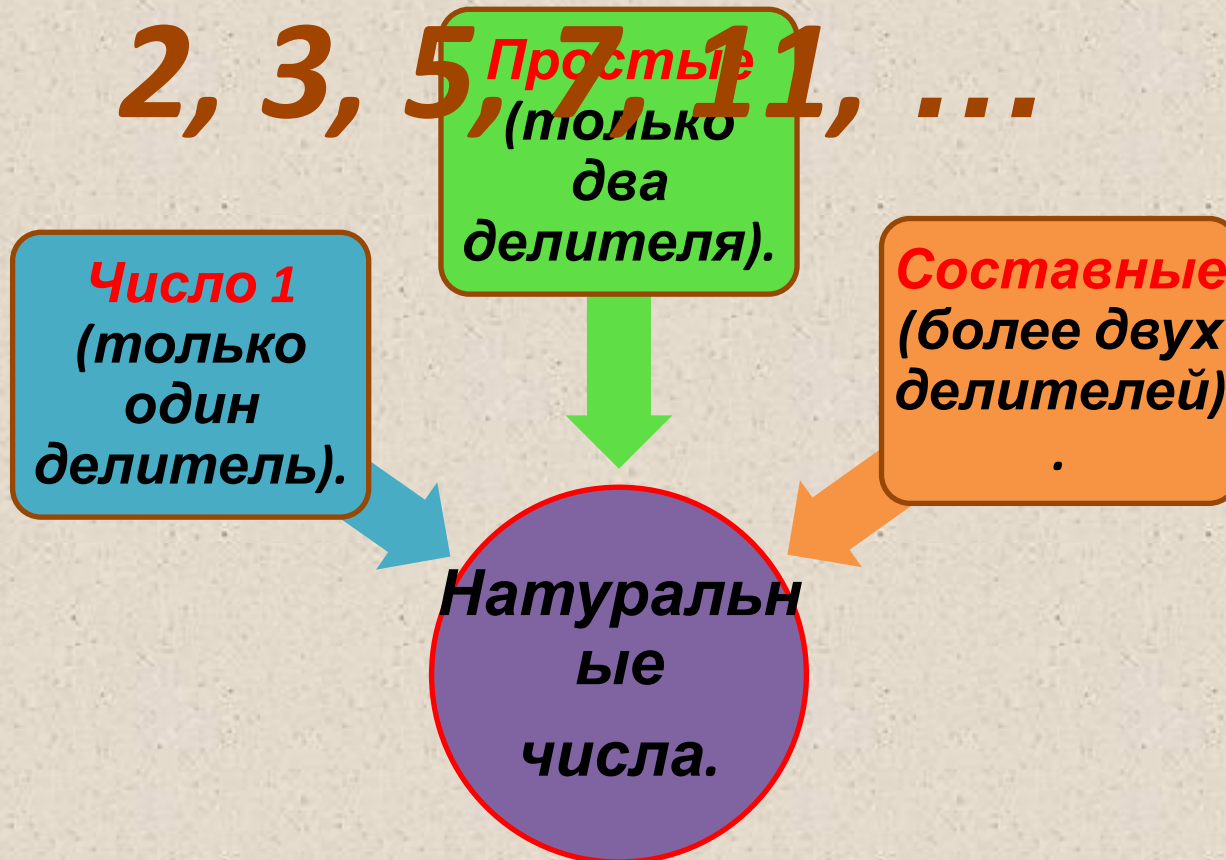 2, 3, 5, 7, 11, ...
Простые
(только
два
делителя).
Число 1
(только
один
делитель).
Составные
(более двух
делителей)
.
Натуральн
ые
числа.